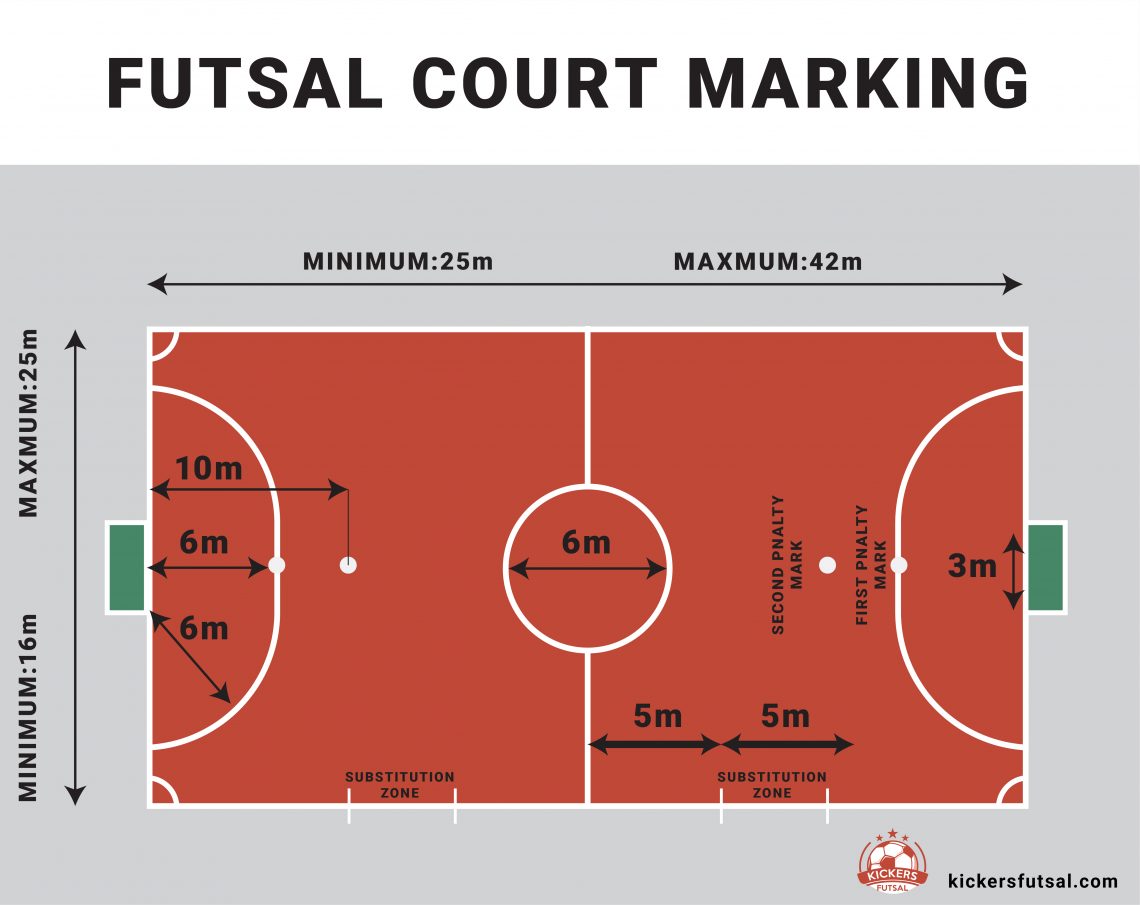 FUTSAL COURT MARKING
MINIMUM:25m
MAXMUM:42m
MAXMUM:25m
MINIMUM:16m
10m
6m
6m
6m
SECOND PNALTY
MARK
FIRST PNALTY
MARK
3m
5m
5m
SUBSTITUTION
ZONE
SUBSTITUTION
ZONE
KICKERS
FUTSAL
kickersfutsal.com